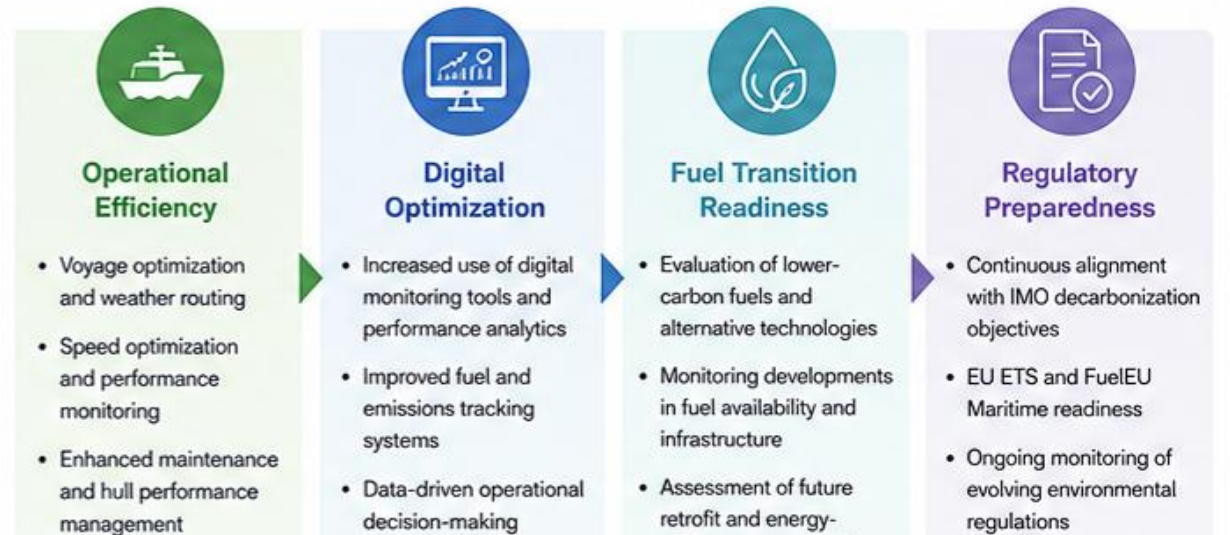 Operational
Efficiency
• Voyage optimization
and weather routing
• Speed optimization
and performance
monitoring
• Enhanced maintenance
and hull performance
management
Digital
Optimization
• Increased use of digital
monitoring tools and
performance analytics
• Improved fuel and
emissions tracking
systems
• Data-driven operational
decision-making
Fuel Transition
Readiness
• Evaluation of lower-
carbon fuels and
alternative technologies
• Monitoring developments
in fuel availability and
infrastructure
• Assessment of future
retrofit and energy-
Regulatory
Preparedness
• Continuous alignment
with IMO decarbonization
objectives
• EU ETS and FuelEU
Maritime readiness
• Ongoing monitoring of
evolving environmental
regulations